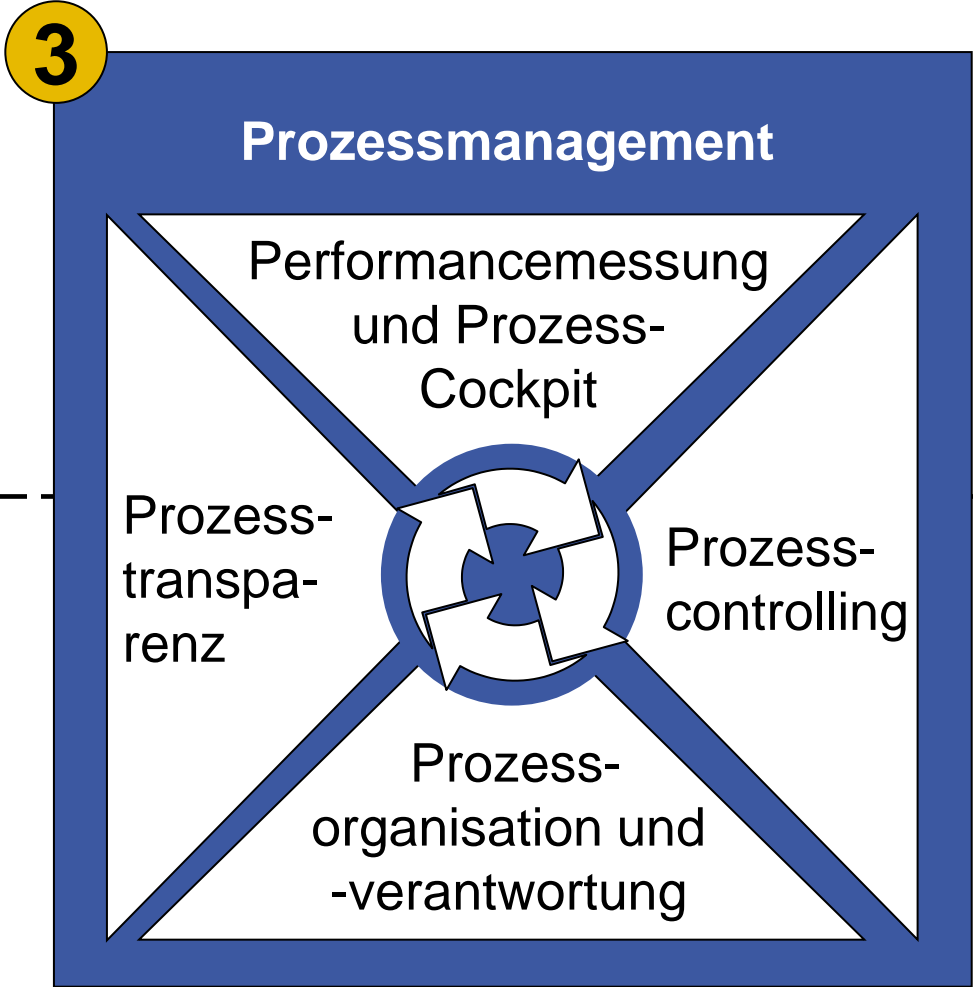 3
Prozessmanagement
Performancemessung
und Prozess-
Cockpit
Prozess-
transpa-
renz
Prozess-
controlling
Prozess-
organisation und
-verantwortung